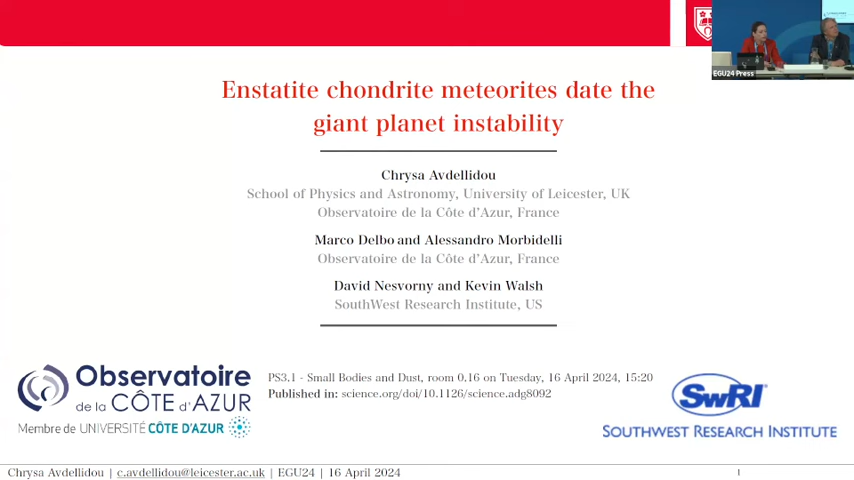 EGU24 Press
Enstatite chondrite meteorites date the
giant planet instability
Chrysa Avdellidou
School of Physics and Astronomy, University of Leicester, UK
Observatoire de la Côte d'Azur, France
Marco Delbo and Alessandro Morbidelli
Observatoire de la Côte d'Azur, France
David Nesvorny and Kevin Walsh
SouthWest Research Institute, US
Observatoire
de la CÔTE d'AZUR
Membre de UNIVERSITÉ CÔTE D'AZUR
PS3.1 - Small Bodies and Dust, room 0.16 on Tuesday, 16 April 2024, 15:20
Published in: science.org/doi/10.1126/science.adg8092
SwRI
SOUTHWEST RESEARCH INSTITUTE
Chrysa Avdellidou | c.avdellidou@leicester.ac.uk | EGU24 | 16 April 2024
1